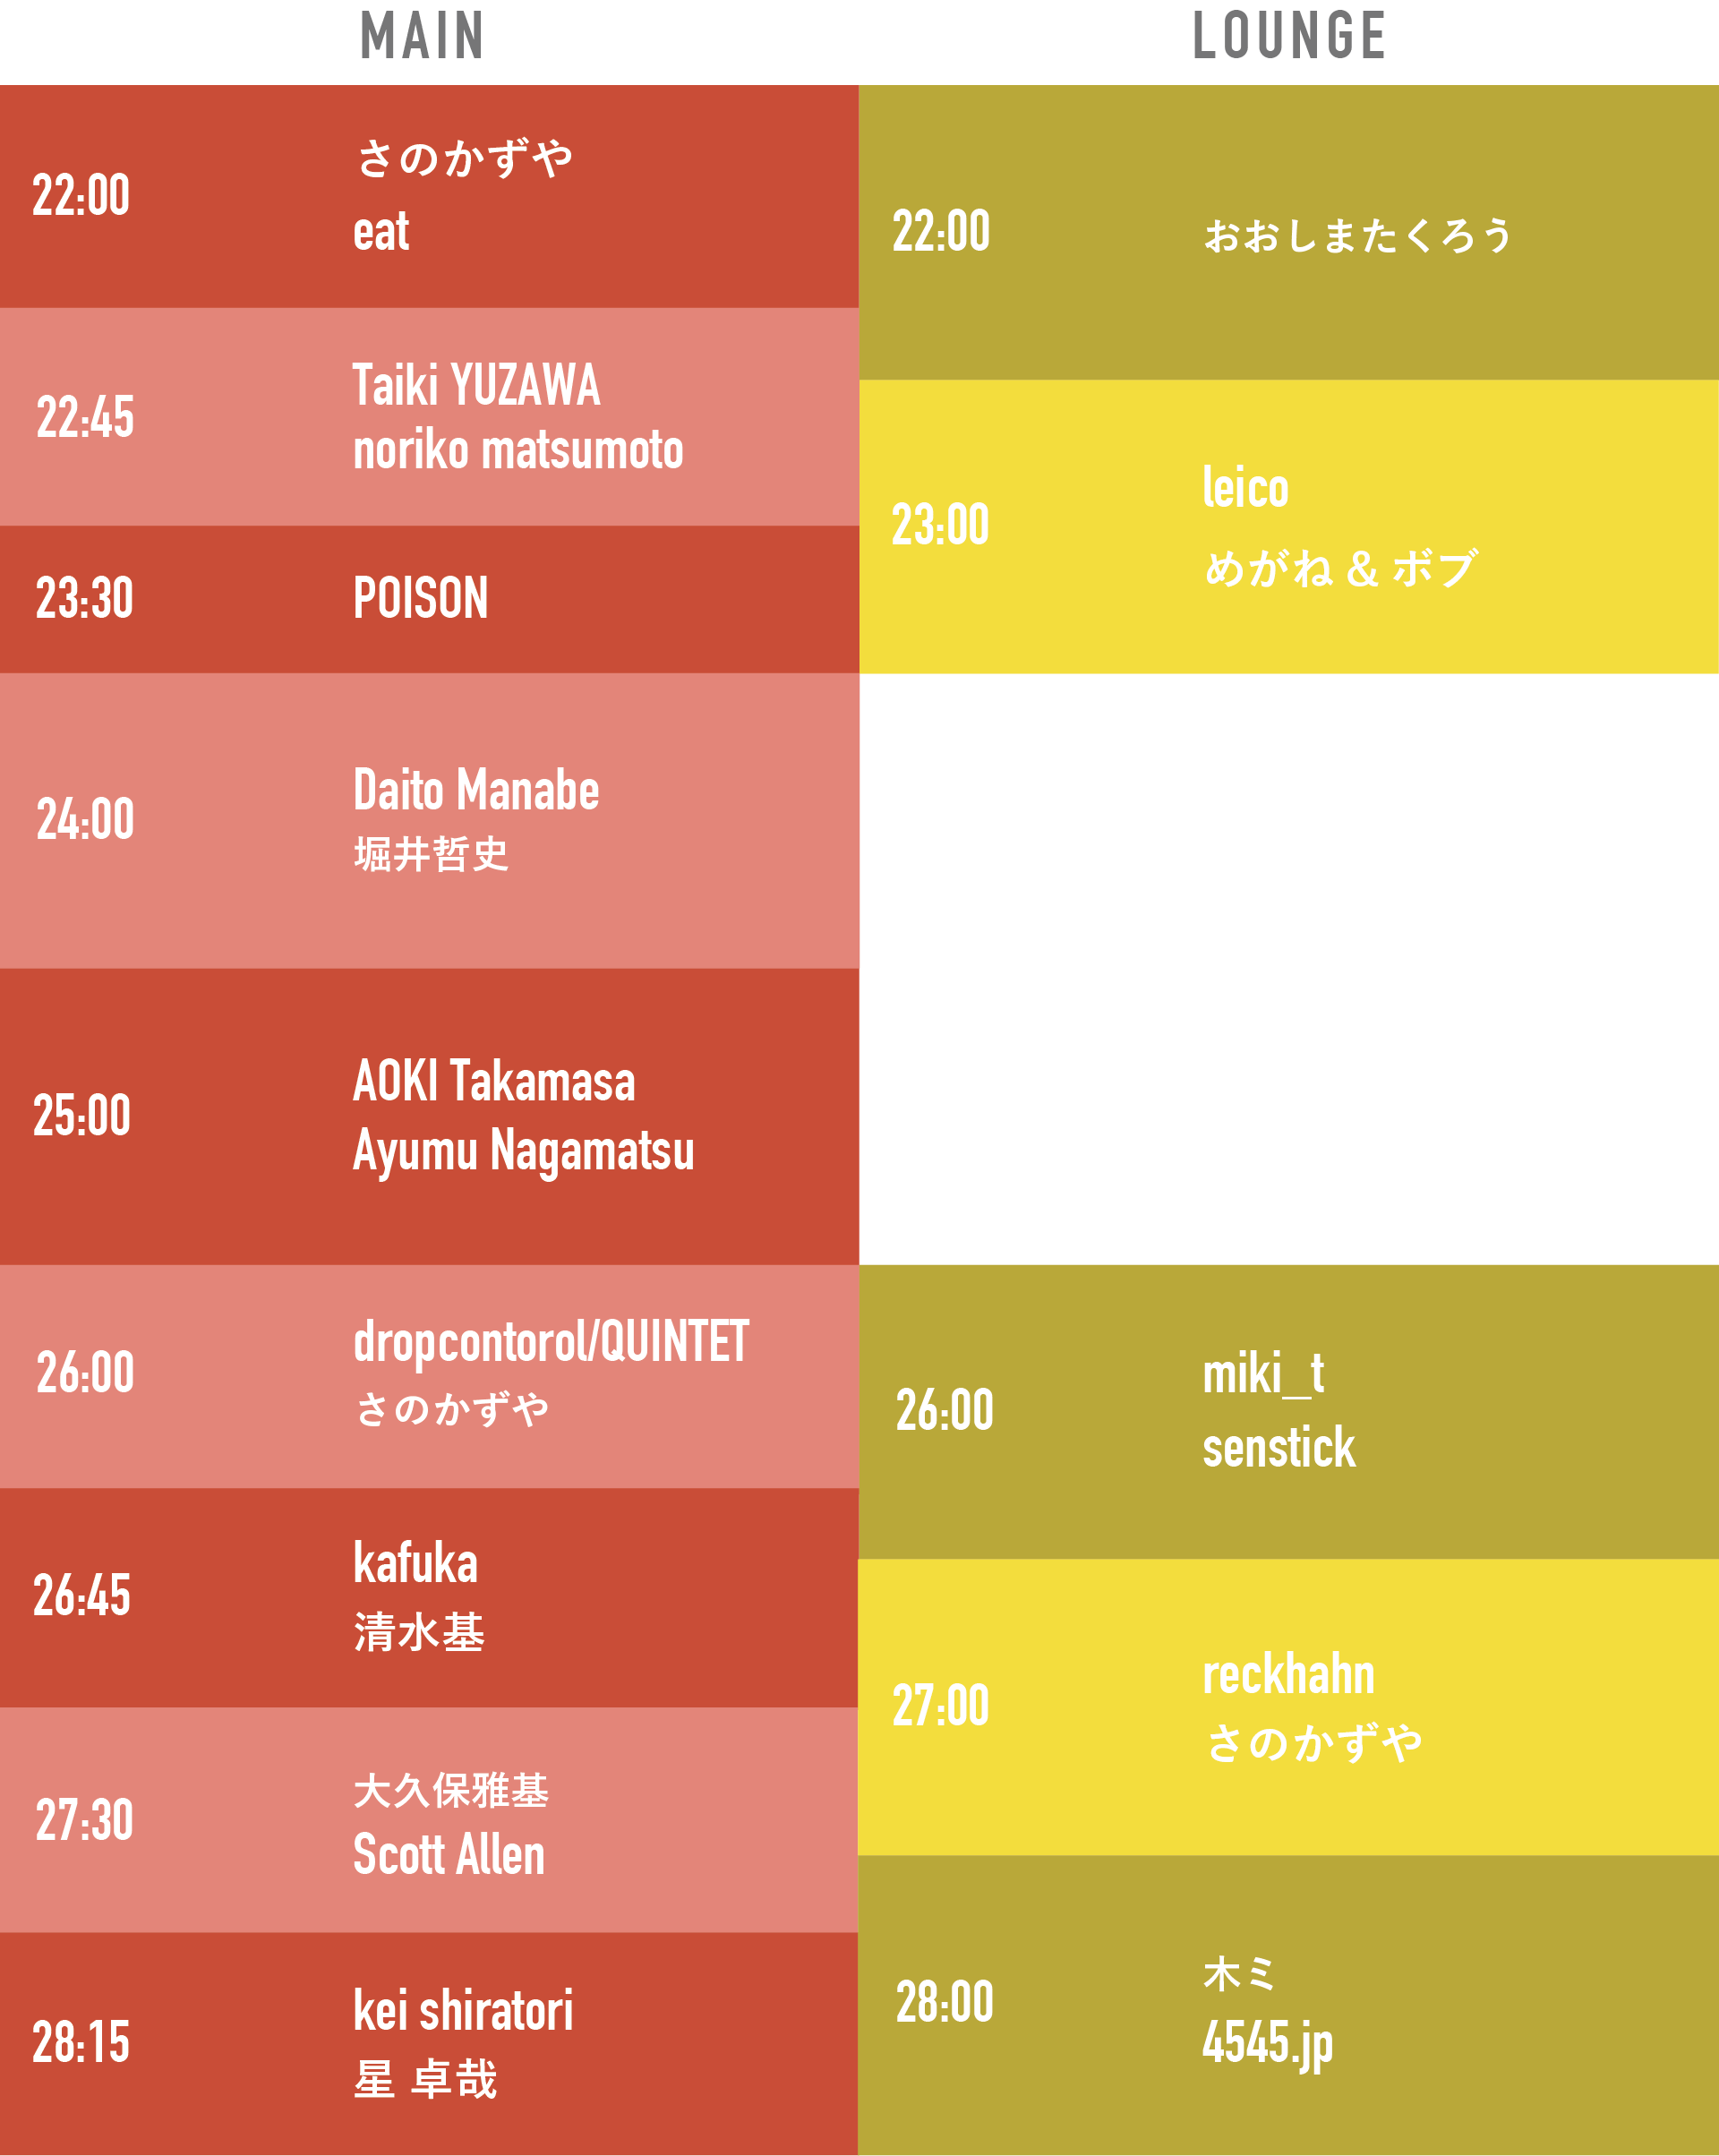 MAIN
22:00
さのかずや
eat
22:45
Taiki YUZAWA
noriko matsumoto
23:30
POISON
24:00
Daito Manabe
堀井哲史
25:00
AOKI Takamasa
Ayumu Nagamatsu
26:00
dropcontorol/QUINTET
さのかずや
26:45
kafuka
清水基
27:30
大久保雅基
Scott Allen
28:15
kei shiratori
星 卓哉
LOUNGE
22:00
おおしまたくろう
23:00
leico
めがね & ボブ
26:00
miki_t
senstick
27:00
reckhahn
さのかずや
28:00
木ミ
4545.jp